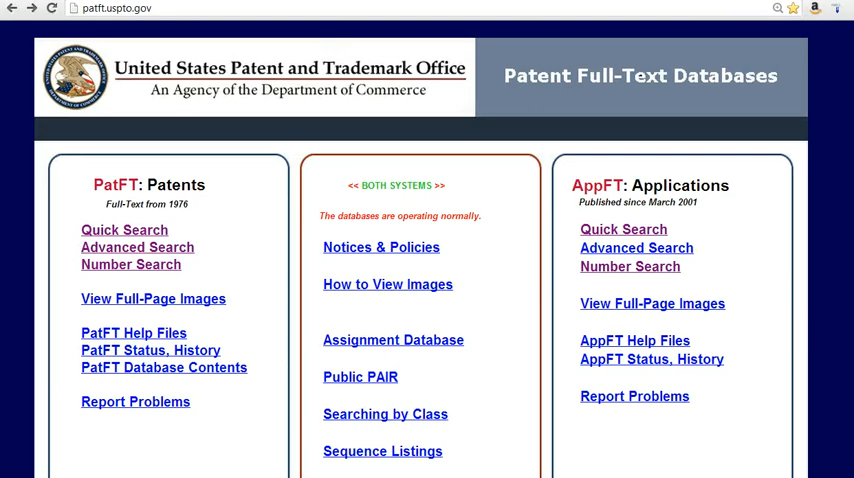 patft.uspto.gov
United States Patent and Trademark Office
An Agency of the Department of Commerce
Patent Full-Text Databases
PatFT: Patents
Full-Text from 1976
Quick Search
Advanced Search
Number Search
View Full-Page Images
PatFT Help Files
PatFT Status, History
PatFT Database Contents
Report Problems
<< BOTH SYSTEMS >>
The databases are operating normally.
Notices & Policies
How to View Images
Assignment Database
Public PAIR
Searching by Class
Sequence Listings
AppFT: Applications
Published since March 2001
Quick Search
Advanced Search
Number Search
View Full-Page Images
AppFT Help Files
AppFT Status, History
Report Problems